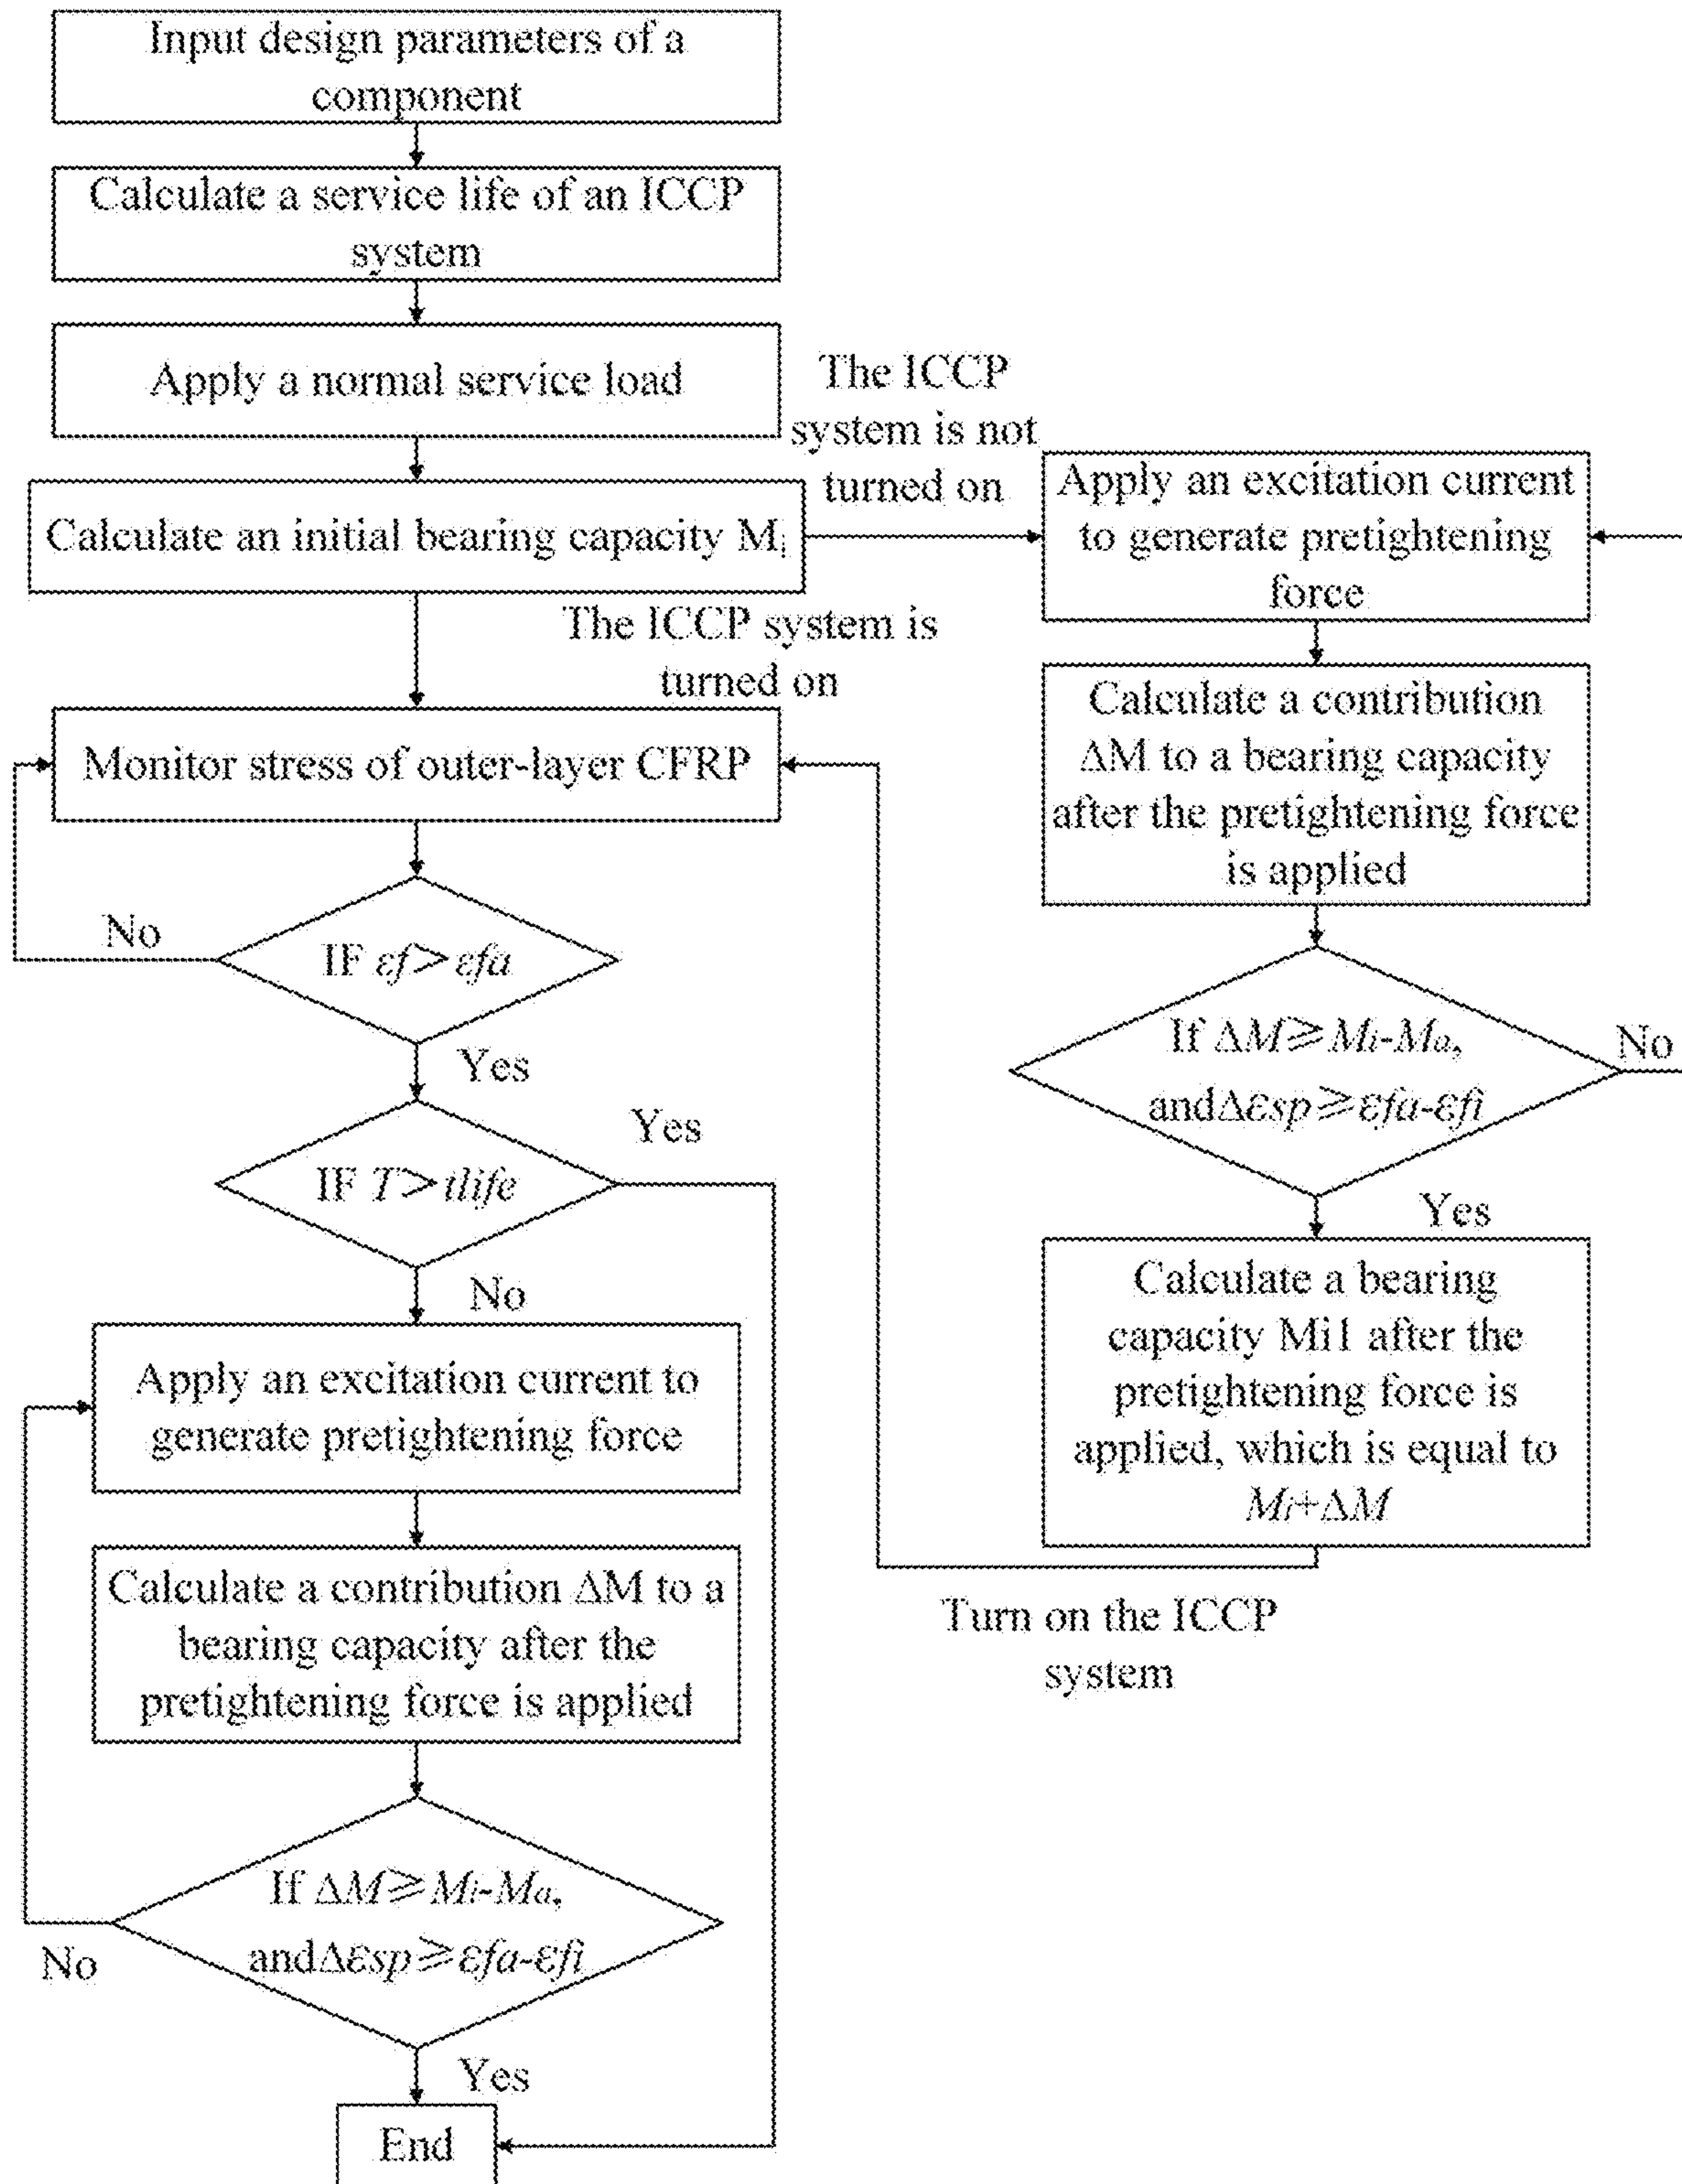 Input design parameters of a
component
Calculate a service life of an ICCP
system
Apply a normal service load
The ICCP
system is not
turned on
Calculate an initial bearing capacity Mi
Apply an excitation current
to generate pretightening
force
The ICCP system is
turned on
Monitor stress of outer-layer CFRP
Calculate a contribution
ΔM to a bearing capacity
after the pretightening force
is applied
No
IF εf＞εfa
Yes
If ΔM≥Mi-Ma,
andΔεsp≥εfa-εfi
No
Yes
IF T＞tlife
Yes
No
Calculate a bearing
capacity Mi1 after the
pretightening force is
applied, which is equal to
Mi+ΔM
Turn on the ICCP
system
Apply an excitation current to
generate pretightening force
Calculate a contribution ΔM to a
bearing capacity after the
pretightening force is applied
If ΔM≥Mi-Ma,
andΔεsp≥εfa-εfi
No
Yes
End